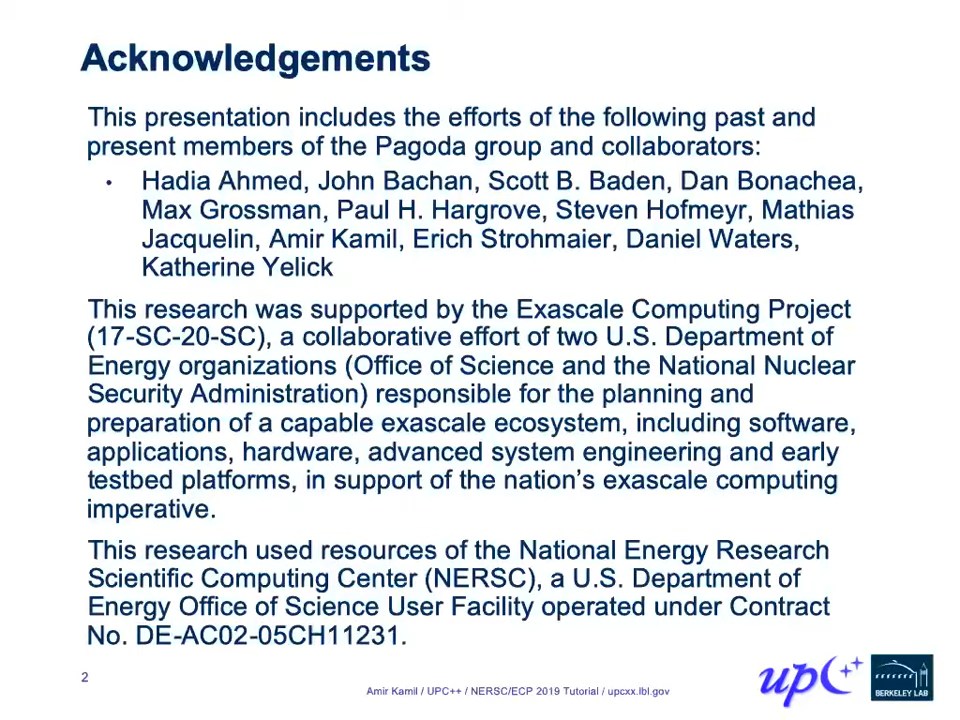 Acknowledgements
This presentation includes the efforts of the following past and
present members of the Pagoda group and collaborators:
• Hadia Ahmed, John Bachan, Scott B. Baden, Dan Bonachea,
Max Grossman, Paul H. Hargrove, Steven Hofmeyr, Mathias
Jacquelin, Amir Kamil, Erich Strohmaier, Daniel Waters,
Katherine Yelick
This research was supported by the Exascale Computing Project
(17-SC-20-SC), a collaborative effort of two U.S. Department of
Energy organizations (Office of Science and the National Nuclear
Security Administration) responsible for the planning and
preparation of a capable exascale ecosystem, including software,
applications, hardware, advanced system engineering and early
testbed platforms, in support of the nation’s exascale computing
imperative.
This research used resources of the National Energy Research
Scientific Computing Center (NERSC), a U.S. Department of
Energy Office of Science User Facility operated under Contract
No. DE-AC02-05CH11231.
2
Amir Kamil / UPC++ / NERSC/ECP 2019 Tutorial / upcxx.lbl.gov
upc++
BERKELEY LAB